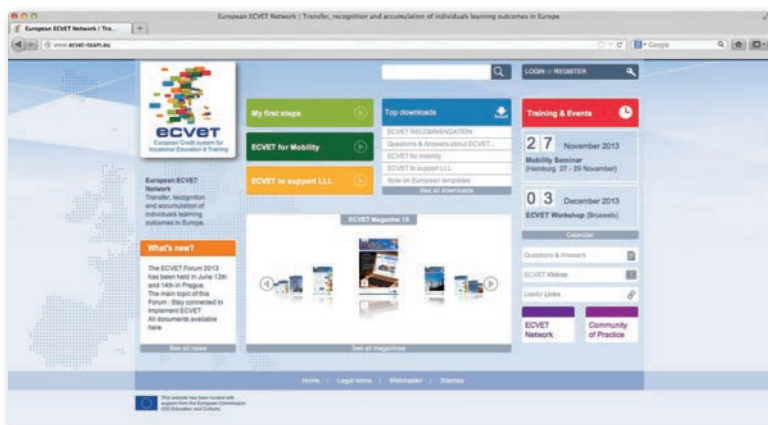 European ECVET Network | Transfer, recognition and accumulation of individuals learning outcomes in Europe.
European ECVET Network | Tra...
www.ecvet-team.eu
Google
ecvet
European Credit system for
Vocational Education & Training
LOGIN or REGISTER
My first steps
ECVET for Mobility
ECVET to support LLL
Top downloads
ECVET RECOMMENDATION
Questions & Answers about ECVET...
ECVET for mobility
ECVET to support LLL
Note on European templates
See all downloads
Training & Events
27 November 2013
Mobility Seminar
(Hamburg 27 - 29 November)
03 December 2013
ECVET Workshop (Brussels)
Calendar
European ECVET
Network
Transfer, recognition
and accumulation of
individuals learning
outcomes in Europe.
What's new?
The ECVET Forum 2013
has been held in June 13th
and 14th in Prague.
The main topic of this
Forum : Stay connected to
Implement ECVET
All documents available
here
See all news
ECVET Magazine 15
See all magazines
Questions & Answers
ECVET Videos
Useful Links
ECVET
Network
Community
of Practice
Home | Legal terms | Webmaster | Sitemap
This website has been funded with
support from the European Commission
(DG Education and Culture)